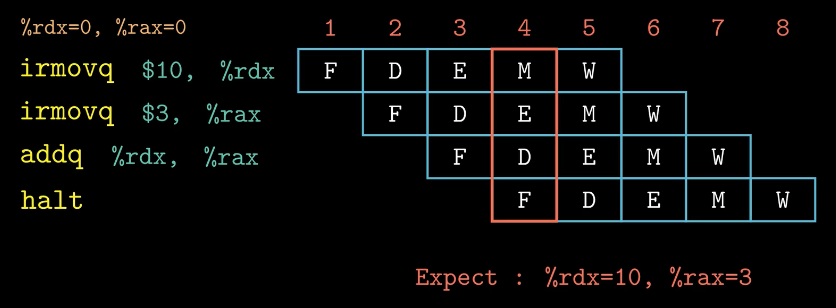 %rdx=0, %rax=0 1 2 3 4 5 6 7 8
irmovq $10, %rdx F D E M W
irmovq $3, %rax F D E M W
addq %rdx, %rax F D E M W
halt F D E M W
Expect : %rdx=10, %rax=3